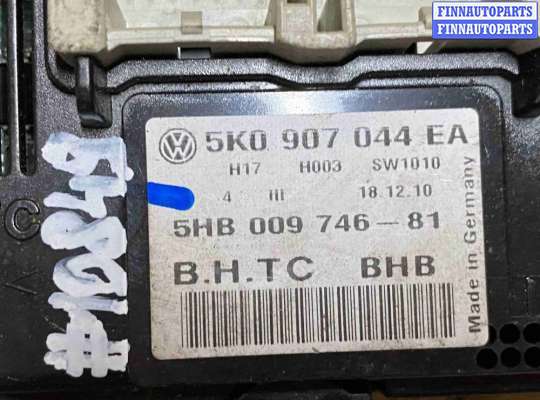 FINNAUTOPARTS
FINNAUTOPARTS
5K0 907 044 EA
H17 H003 SW1010
4 III 18.12.10
5HB 009 746-81
B.H.TC BHB
Made in Germany
#10849